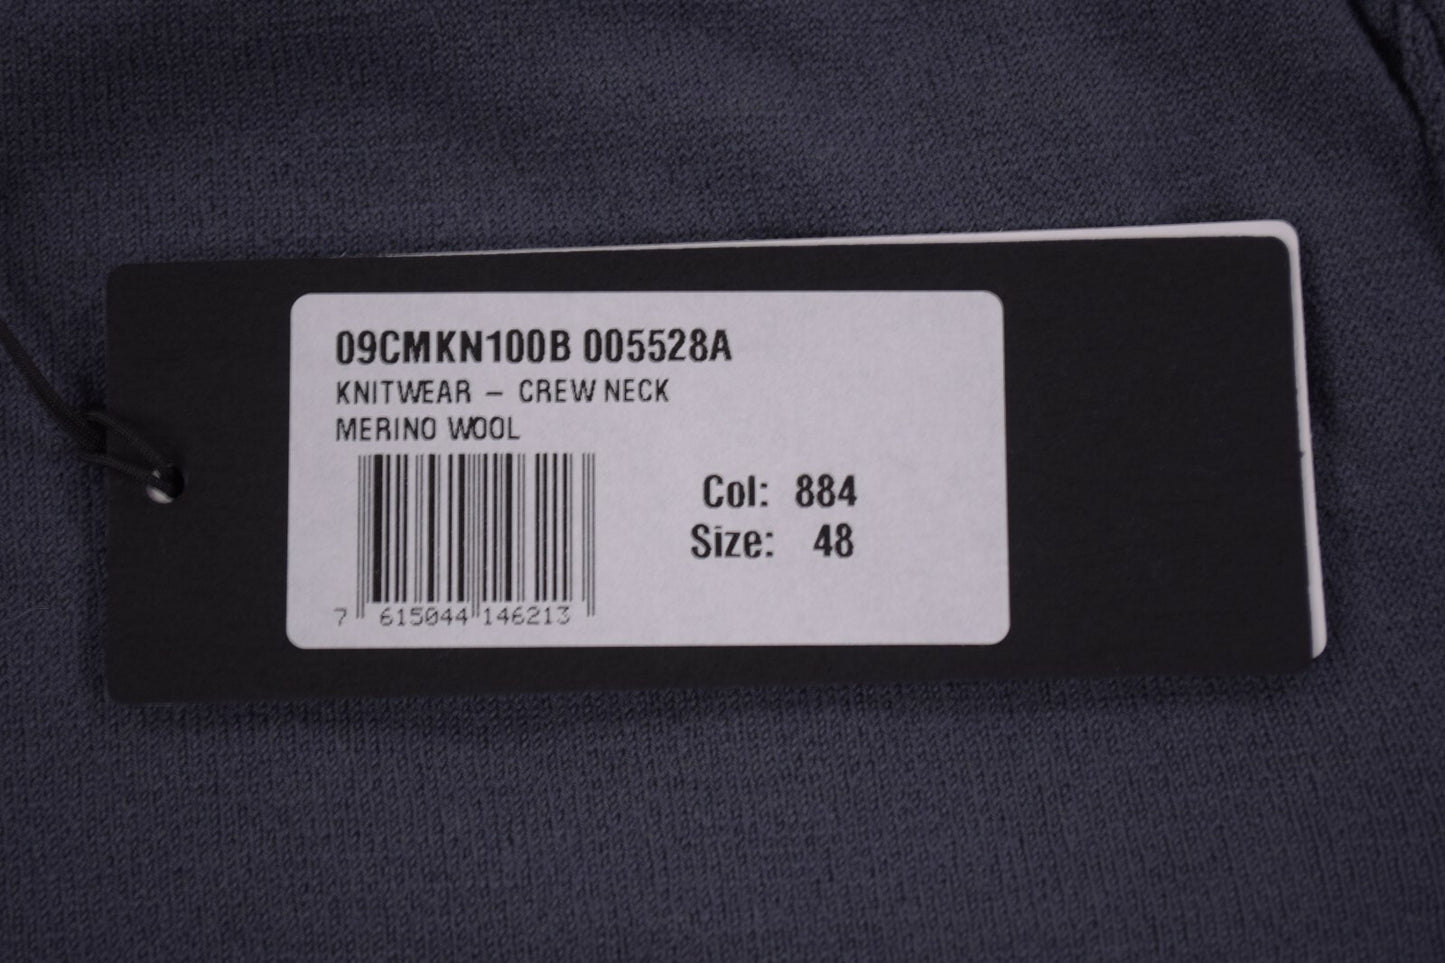 09CMKN100B 005528A
KNITWEAR – CREW NECK
MERINO WOOL
Col: 884
Size: 48
7 615044 146213